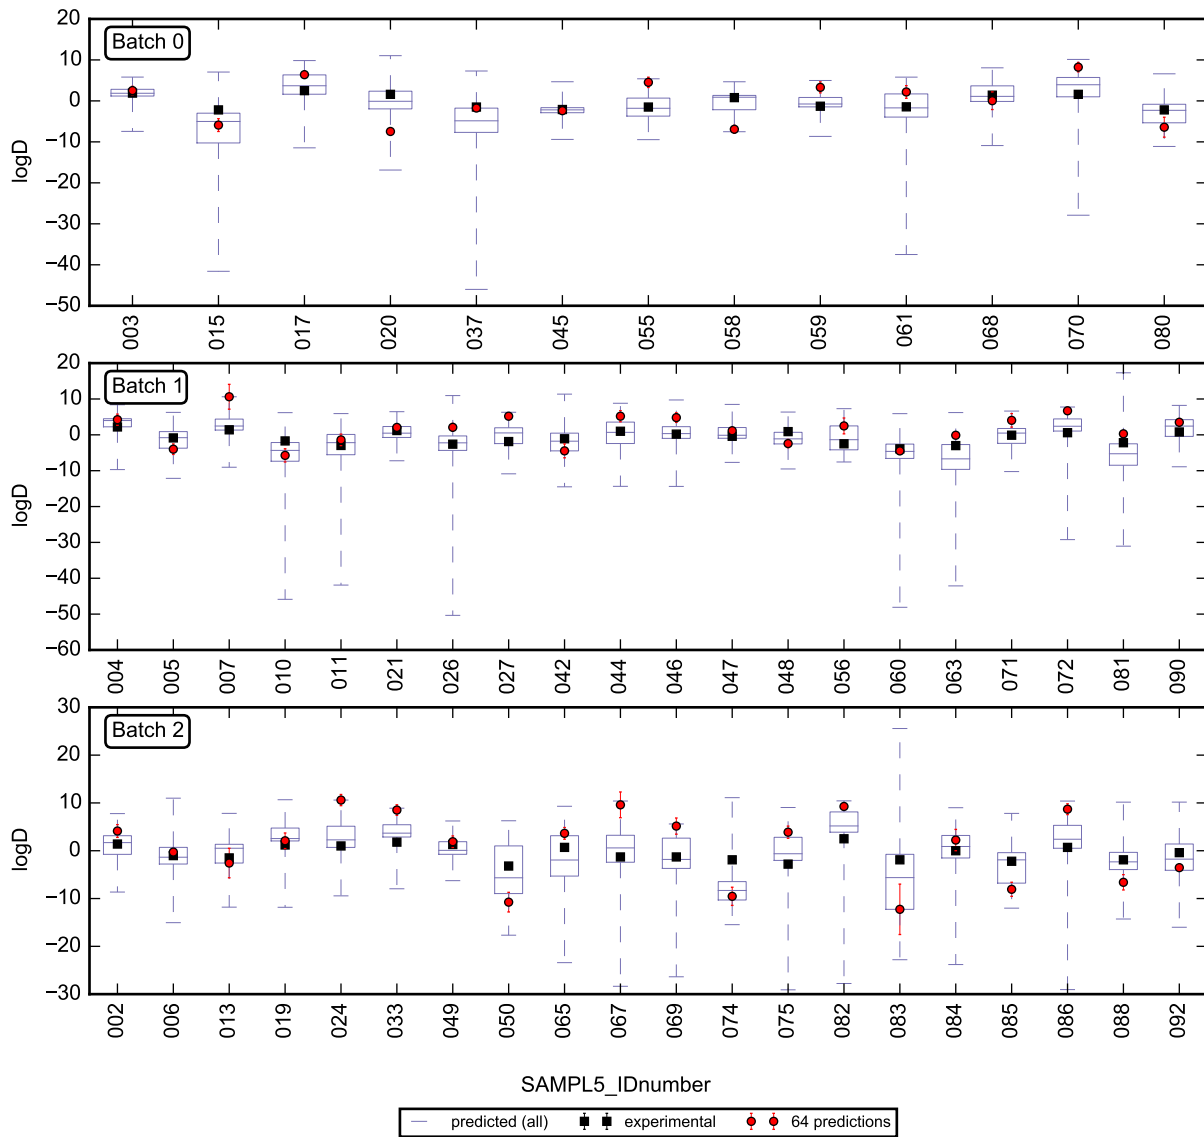 20
10
0
−10
−20
−30
−40
−50
logD
Batch 0
003 015 017 020 037 045 055 058 059 061 068 070 080
20
10
0
−10
−20
−30
−40
−50
−60
logD
Batch 1
004 005 007 010 011 021 026 027 042 044 046 047 048 056 060 063 071 072 081 090
30
20
10
0
−10
−20
−30
logD
Batch 2
002 006 013 019 024 033 049 050 065 067 069 074 075 082 083 084 085 086 088 092
SAMPL5_IDnumber
predicted (all) experimental 64 predictions